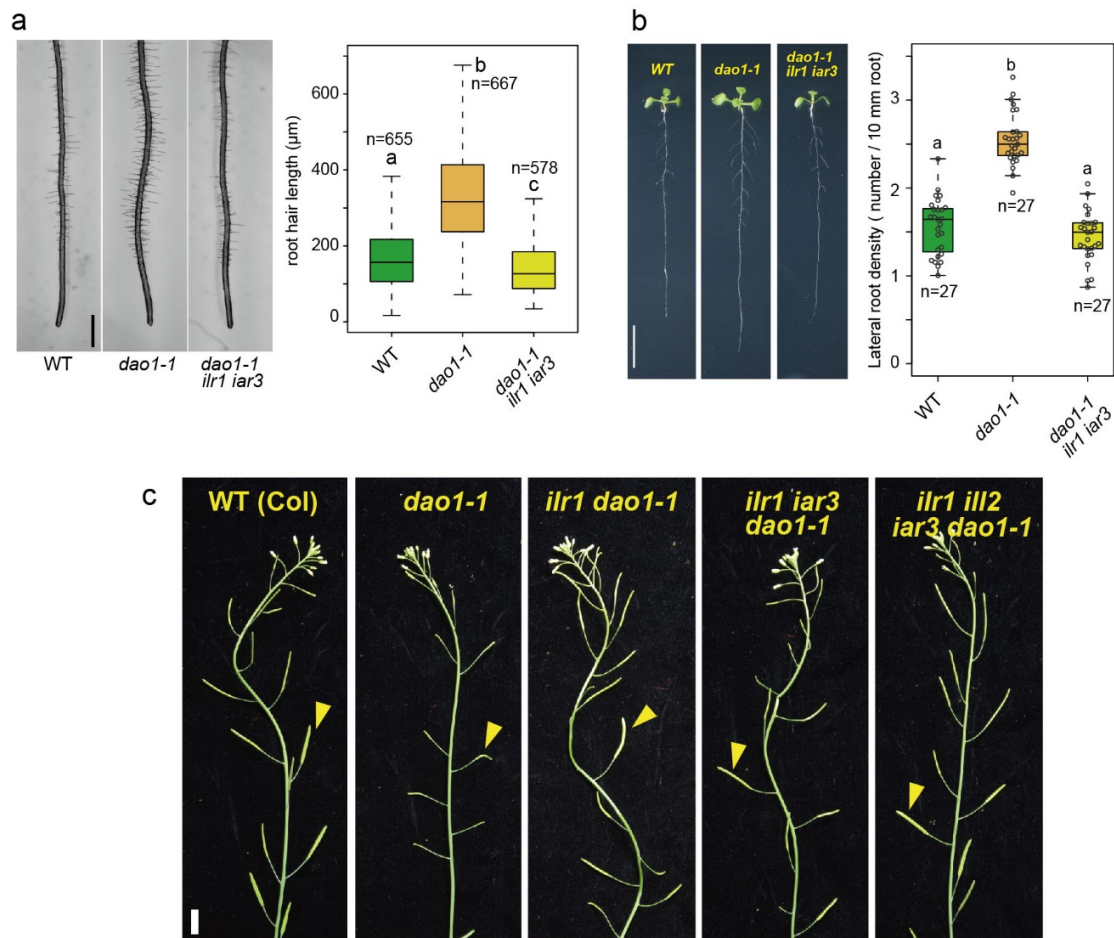 a
WT
dao1-1
dao1-1
ilr1 iar3
root hair length (µm)
600
400
200
0
n=655
a
b
n=667
n=578
c
WT
dao1-1
dao1-1
ilr1 iar3
b
WT
dao1-1
dao1-1
ilr1 iar3
Lateral root density ( number / 10 mm root)
3
2
1
0
a
n=27
b
n=27
a
n=27
WT
dao1-1
dao1-1
ilr1 iar3
c
WT (Col)
dao1-1
ilr1 dao1-1
ilr1 iar3
dao1-1
ilr1 ill2
iar3 dao1-1